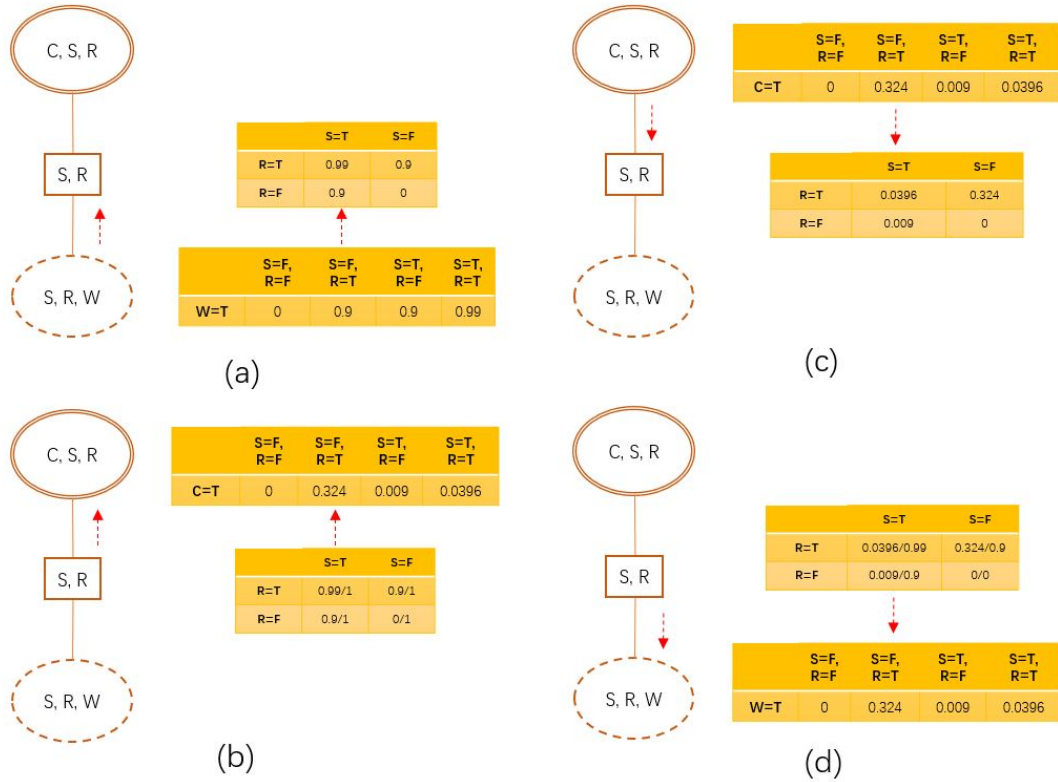 C, S, R
S, R
S, R, W
S=T S=F
R=T 0.99 0.9
R=F 0.9 0
S=F, R=F S=F, R=T S=T, R=F S=T, R=T
W=T 0 0.9 0.9 0.99
(a)
C, S, R
S, R
S, R, W
S=F, R=F S=F, R=T S=T, R=F S=T, R=T
C=T 0 0.324 0.009 0.0396
S=T S=F
R=T 0.0396 0.324
R=F 0.009 0
(c)
C, S, R
S, R
S, R, W
S=F, R=F S=F, R=T S=T, R=F S=T, R=T
C=T 0 0.324 0.009 0.0396
S=T S=F
R=T 0.99/1 0.9/1
R=F 0.9/1 0/1
(b)
C, S, R
S, R
S, R, W
S=T S=F
R=T 0.0396/0.99 0.324/0.9
R=F 0.009/0.9 0/0
S=F, R=F S=F, R=T S=T, R=F S=T, R=T
W=T 0 0.324 0.009 0.0396
(d)